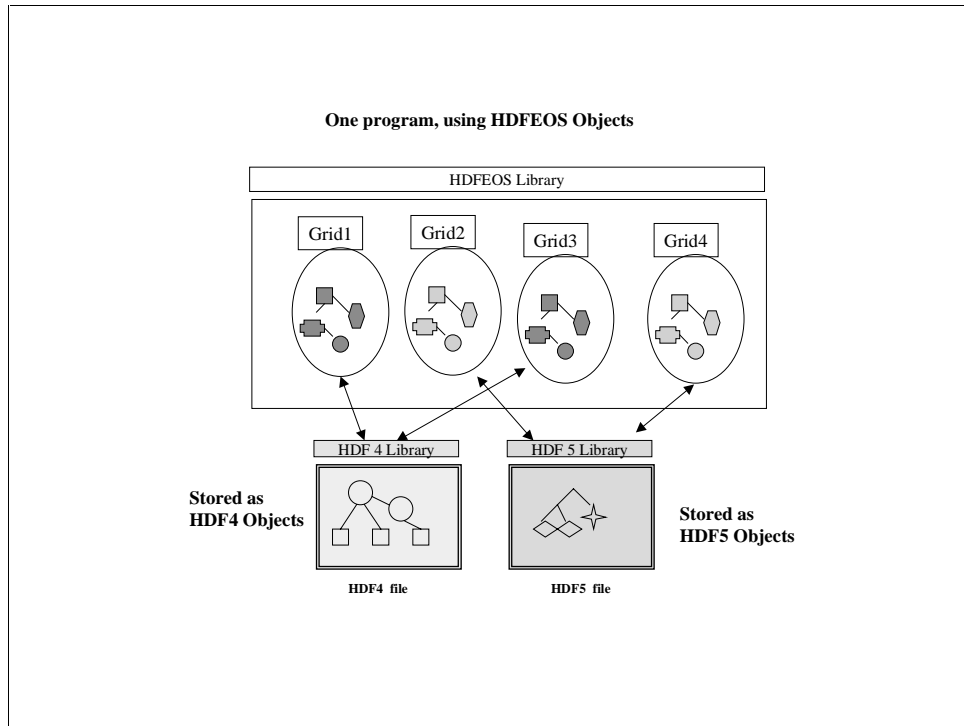 One program, using HDFEOS Objects
HDFEOS Library
Grid1
Grid2
Grid3
Grid4
HDF 4 Library
HDF 5 Library
Stored as
HDF4 Objects
Stored as
HDF5 Objects
HDF4 file
HDF5 file